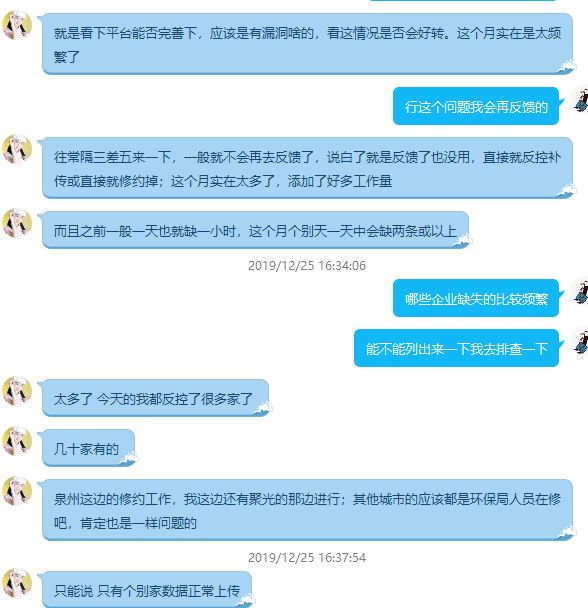 就是看下平台能否完善下，应该是有漏洞啥的，看这情况是否会好转。这个月实在是太频
繁了
行这个问题我会再反馈的
往常隔三差五来一下，一般就不会再去反馈了，说白了就是反馈了也没用，直接就反控补
传或直接就修约掉；这个月实在太多了，添加了好多工作量
而且之前一般一天也就缺一小时，这个月个别天一天中会缺两条或以上
2019/12/25 16:34:06
哪些企业缺失的比较频繁
能不能列出来一下我去排查一下
太多了 今天的我都反控了很多家了
几十家有的
泉州这边的修约工作，我这边还有聚光的那边进行；其他城市的应该都是环保局人员在修
吧，肯定也是一样问题的
2019/12/25 16:37:54
只能说 只有个别家数据正常上传